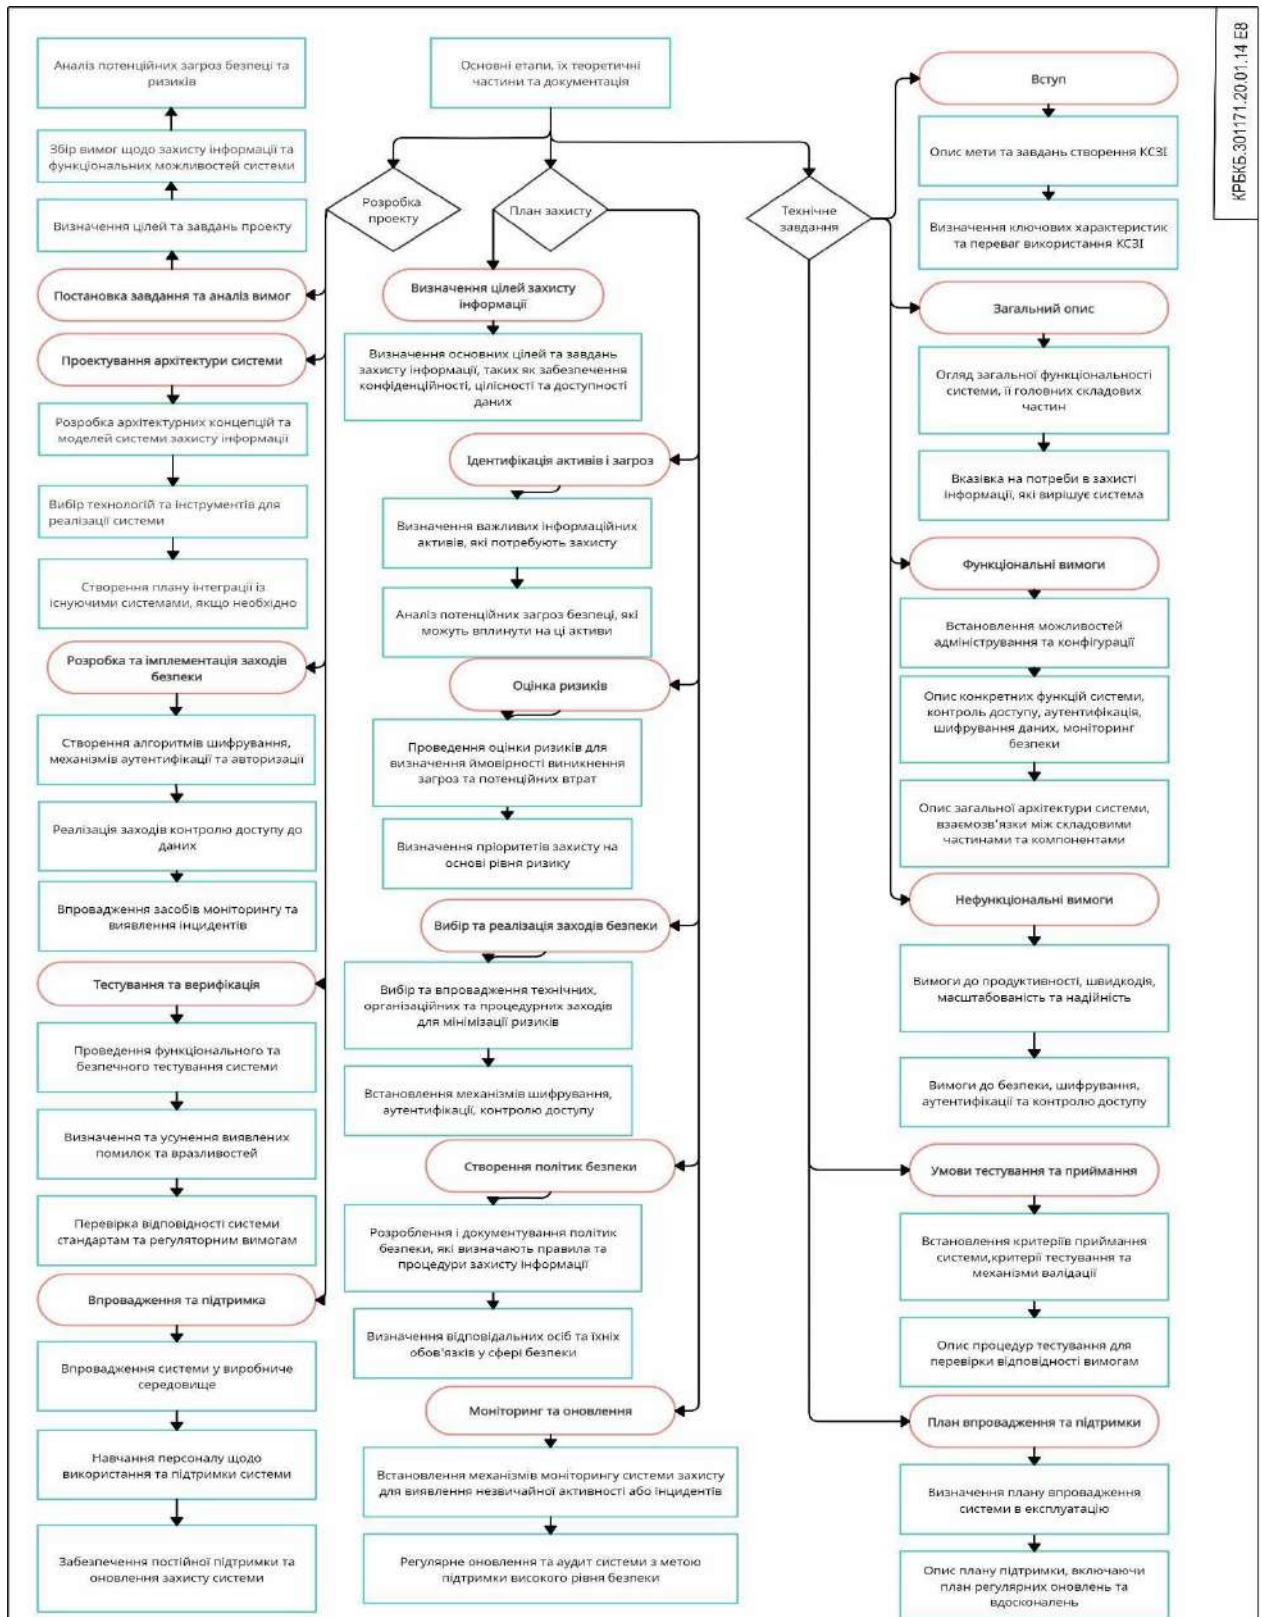 КРБКБ.301171.20.01.14 Е8
Основні етапи, їх теоретичні
частини та документація
Розробка
проекту
План захисту
Технічне
завдання
Аналіз потенційних загроз безпеці та
ризиків
Збір вимог щодо захисту інформації та
функціональних можливостей системи
Визначення цілей та завдань проекту
Постановка завдання та аналіз вимог
Проектування архітектури системи
Розробка архітектурних концепцій та
моделей системи захисту інформації
Вибір технологій та інструментів для
реалізації системи
Створення плану інтеграції із
існуючими системами, якщо необхідно
Розробка та імплементація заходів
безпеки
Створення алгоритмів шифрування,
механізмів аутентифікації та авторизації
Реалізація заходів контролю доступу до
даних
Впровадження засобів моніторингу та
виявлення інцидентів
Тестування та верифікація
Проведення функціонального та
безпечного тестування системи
Визначення та усунення виявлених
помилок та вразливостей
Перевірка відповідності системи
стандартам та регуляторним вимогам
Впровадження та підтримка
Впровадження системи у виробниче
середовище
Навчання персоналу щодо
використання та підтримки системи
Забезпечення постійної підтримки та
оновлення захисту системи
Визначення цілей захисту
інформації
Визначення основних цілей та завдань
захисту інформації, таких як забезпечення
конфіденційності, цілісності та доступності
даних
Ідентифікація активів і загроз
Визначення важливих інформаційних
активів, які потребують захисту
Аналіз потенційних загроз безпеці, які
можуть вплинути на ці активи
Оцінка ризиків
Проведення оцінки ризиків для
визначення ймовірності виникнення
загроз та потенційних втрат
Визначення пріоритетів захисту на
основі рівня ризику
Вибір та реалізація заходів безпеки
Вибір та впровадження технічних,
організаційних та процедурних заходів
для мінімізації ризиків
Встановлення механізмів шифрування,
аутентифікації, контролю доступу
Створення політик безпеки
Розроблення і документування політик
безпеки, які визначають правила та
процедури захисту інформації
Визначення відповідальних осіб та їхніх
обов'язків у сфері безпеки
Моніторинг та оновлення
Встановлення механізмів моніторингу системи захисту
для виявлення незвичайної активності або інцидентів
Регулярне оновлення та аудит системи з метою
підтримки високого рівня безпеки
Вступ
Опис мети та завдань створення КСЗІ
Визначення ключових характеристик
та переваг використання КСЗІ
Загальний опис
Огляд загальної функціональності
системи, її головних складових
частин
Вказівка на потреби в захисті
інформації, які вирішує система
Функціональні вимоги
Встановлення можливостей
адміністрування та конфігурації
Опис конкретних функцій системи,
контроль доступу, аутентифікація,
шифрування даних, моніторинг
безпеки
Опис загальної архітектури системи,
взаємозв'язки між складовими
частинами та компонентами
Нефункціональні вимоги
Вимоги до продуктивності, швидкодія,
масштабованість та надійність
Вимоги до безпеки, шифрування,
аутентифікації та контролю доступу
Умови тестування та приймання
Встановлення критеріїв приймання
системи,критерії тестування та
механізми валідації
Опис процедур тестування для
перевірки відповідності вимогам
План впровадження та підтримки
Визначення плану впровадження
системи в експлуатацію
Опис плану підтримки, включаючи
план регулярних оновлень та
вдосконалень